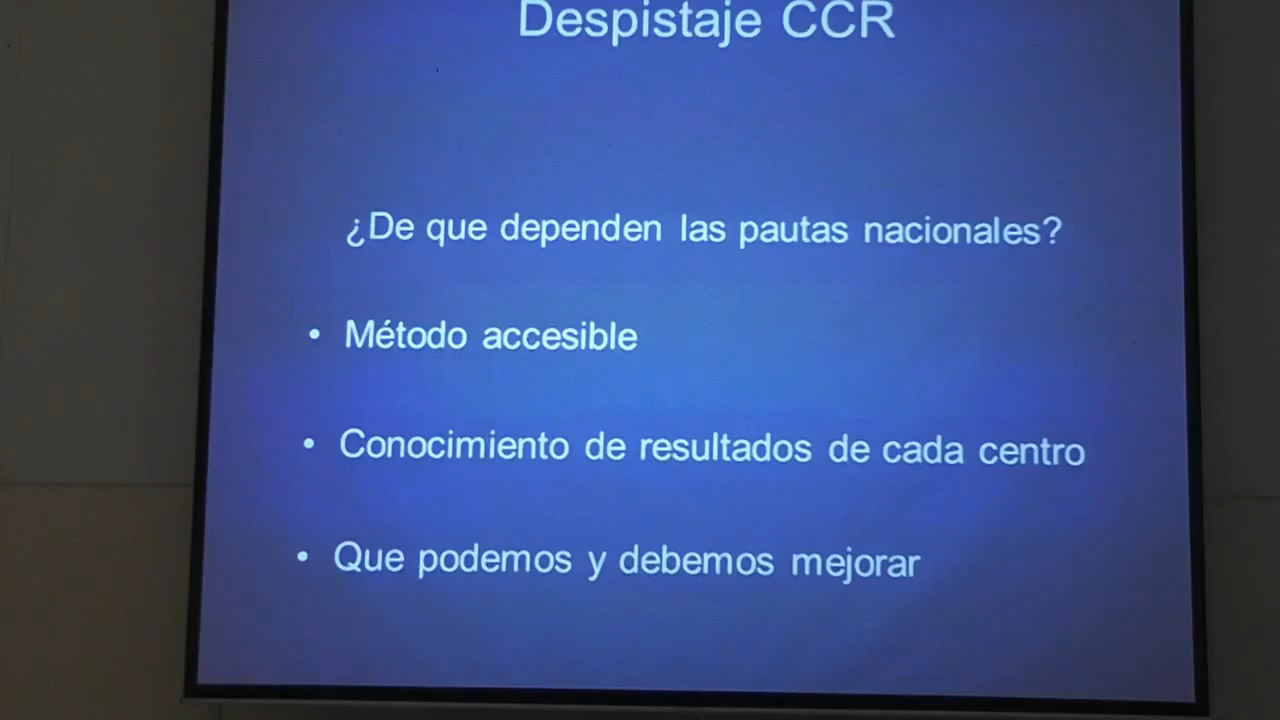 Despistaje CCR
¿De que dependen las pautas nacionales?
• Método accesible
• Conocimiento de resultados de cada centro
• Que podemos y debemos mejorar